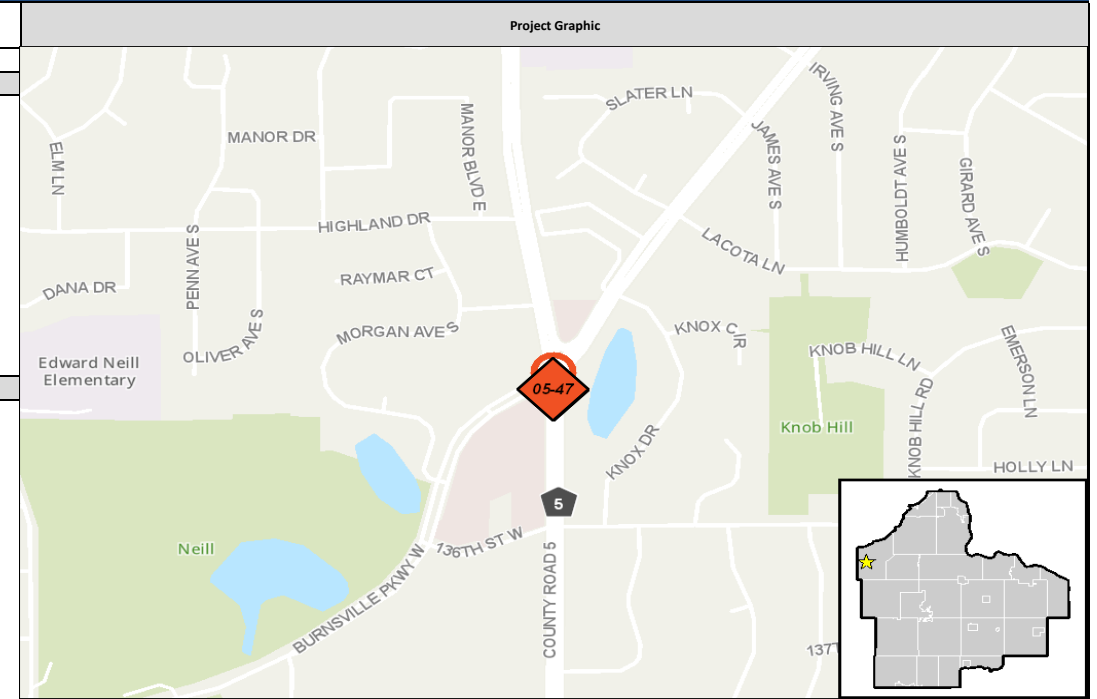 Project Graphic
SLATER LN
IRVING AVE S
MANOR DR
MANOR BLVD E
JAMES AVE S
ELM LN
HUMBOLDT AVE S
GIRARD AVE S
HIGHLAND DR
PENN AVE S
LACOTA LN
RAYMAR CT
DANA DR
MORGAN AVE S
OLIVER AVE S
KNOX CIR
KNOB HILL LN
EMERSON LN
Edward Neill
Elementary
05-47
KNOB HILL RD
Knob Hill
KNOX DR
HOLLY LN
5
136TH ST W
Neill
COUNTY ROAD 5
BURNSVILLE PKWY W